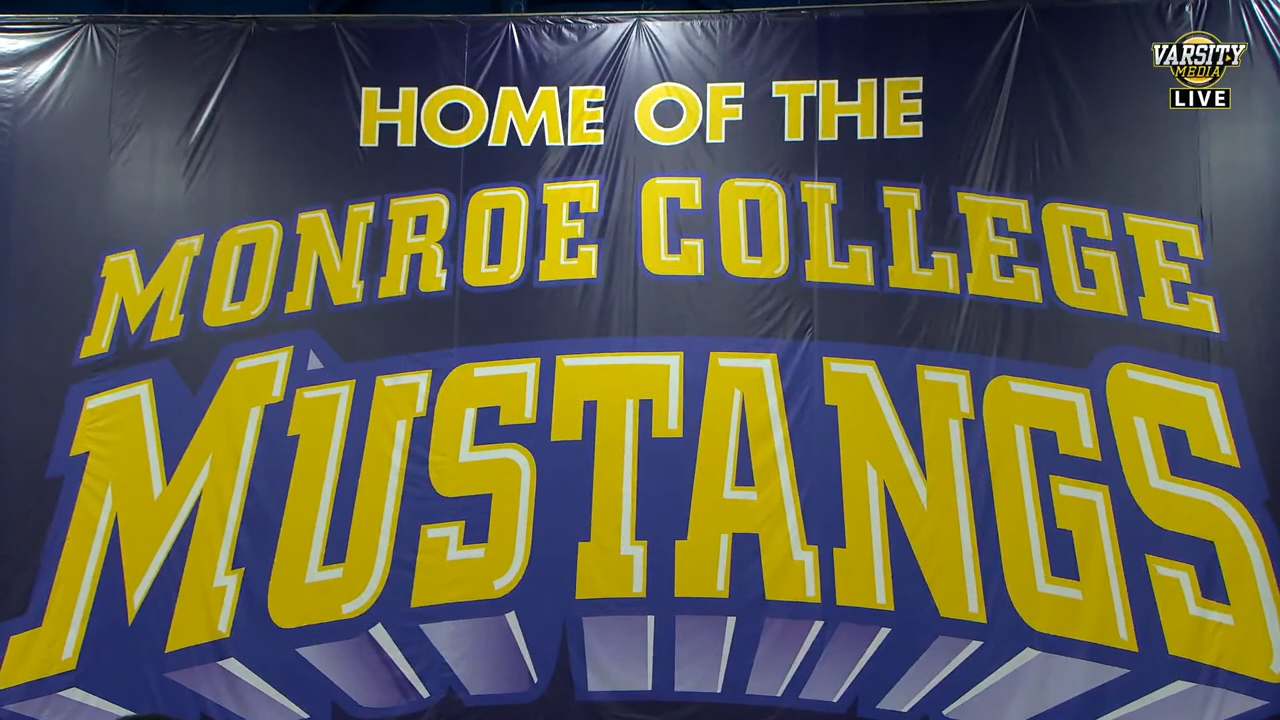 VARSITY
MEDIA
LIVE
HOME OF THE
MONROE COLLEGE
MUSTANGS